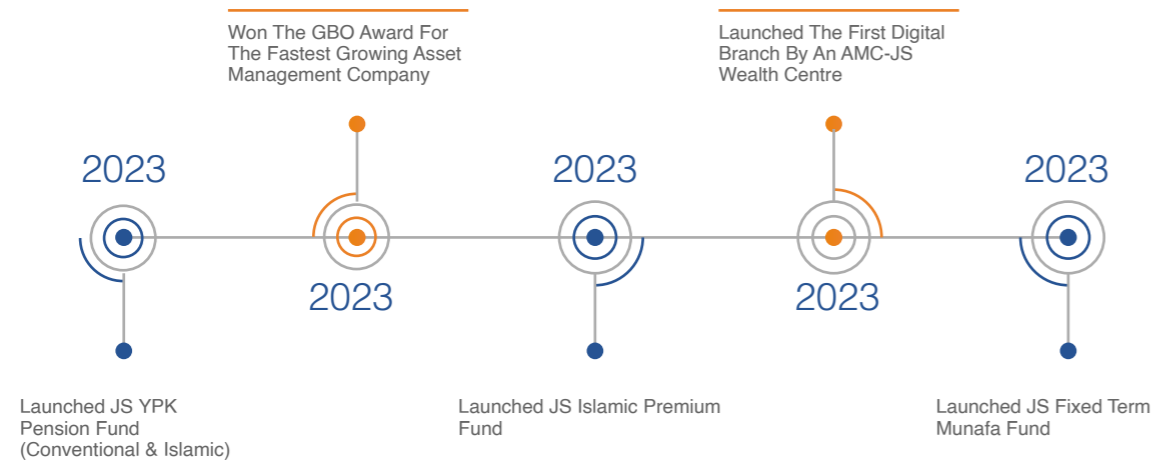 Won The GBO Award For
The Fastest Growing Asset
Management Company
Launched The First Digital
Branch By An AMC-JS
Wealth Centre
2023
2023
2023
2023
2023
Launched JS YPK
Pension Fund
(Conventional & Islamic)
Launched JS Islamic Premium
Fund
Launched JS Fixed Term
Munafa Fund